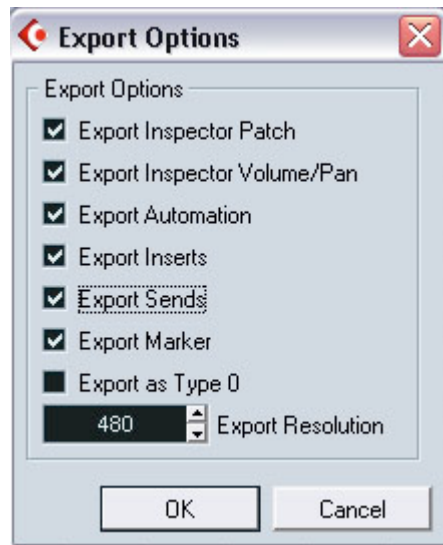 Export Options
Export Options
Export Inspector Patch
Export Inspector Volume/Pan
Export Automation
Export Inserts
Export Sends
Export Marker
Export as Type 0
480 Export Resolution
OK Cancel